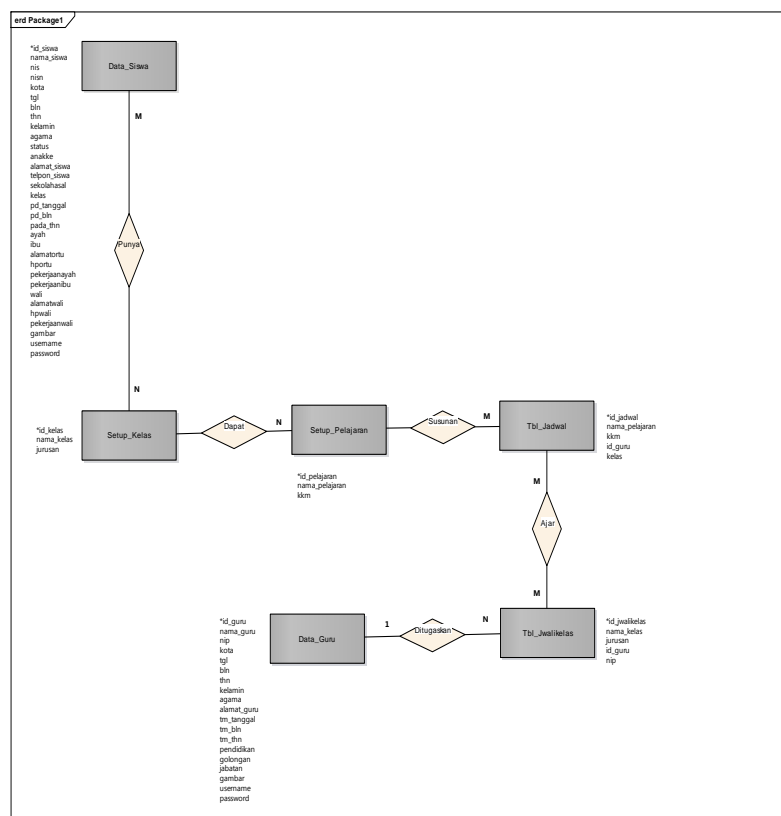 erd Package1
*id_siswa
nama_siswa
nis
nisn
kota
tgl
bln
thn
kelamin
agama
status
anakke
alamat_siswa
telpon_siswa
sekolahasal
kelas
pd_tanggal
pd_bln
pada_thn
ayah
ibu
alamatortu
hportu
pekerjaanayah
pekerjaanibu
wali
alamatwali
hpwali
pekerjaanwali
gambar
username
password
Data_Siswa
M
Punya
N
*id_kelas
nama_kelas
jurusan
Setup_Kelas
Dapat
N
Setup_Pelajaran
*id_pelajaran
nama_pelajaran
kkm
Susunan
M
Tbl_Jadwal
*id_jadwal
nama_pelajaran
kkm
id_guru
kelas
M
Ajar
M
*id_guru
nama_guru
nip
kota
tgl
bln
thn
kelamin
agama
alamat_guru
tm_tanggal
tm_bln
tm_thn
pendidikan
golongan
jabatan
gambar
username
password
Data_Guru
1
Ditugaskan
N
Tbl_Jwalikelas
*id_jwalikelas
nama_kelas
jurusan
id_guru
nip